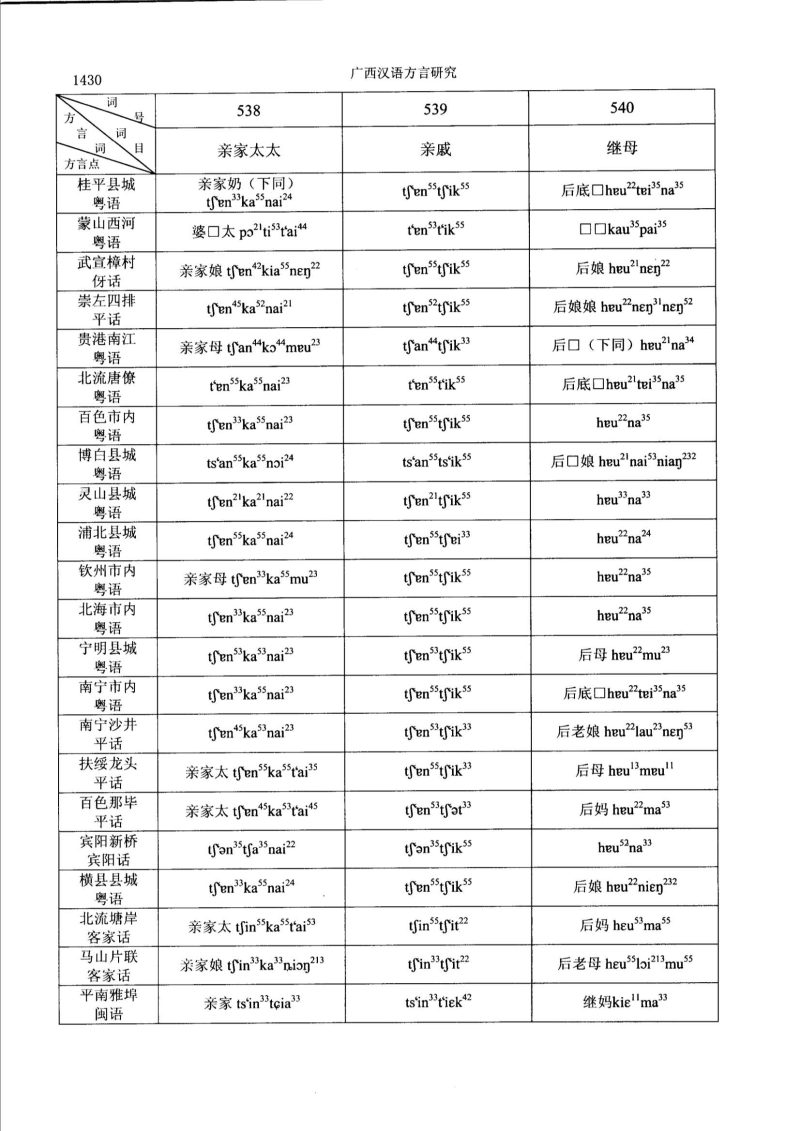 1430 广西汉语方言研究
词 号 方 言 词 词 目 方言点 538 539 540
亲家太太 亲戚 继母
桂平县城 粤语 亲家奶（下同） tʃʻɐn³³ka⁵⁵nai²⁴ tʃʻɐn⁵⁵tʃʻik⁵⁵ 后底□hɐu²²tɐi³⁵na³⁵
蒙山西河 粤语 婆□太 pɔ²¹ti⁵³tʻai⁴⁴ tʻɐn⁵³tʻik⁵⁵ □□kau³⁵pai³⁵
武宣樟村 伢话 亲家娘 tʃʻɐn⁴²kia⁵⁵nɛŋ²² tʃʻɐn⁵⁵tʃʻik⁵⁵ 后娘 hɐu²¹nɛŋ²²
崇左四排 平话 tʃʻɐn⁴⁵ka⁵²nai²¹ tʃʻɐn⁵²tʃʻik⁵⁵ 后娘娘 hɐu²²nɛŋ³¹nɛŋ⁵²
贵港南江 粤语 亲家母 tʃʻan⁴⁴kɔ⁴⁴mɐu²³ tʃʻan⁴⁴tʃʻik³³ 后□（下同）hɐu²¹na³⁴
北流唐僚 粤语 tʻɐn⁵⁵ka⁵⁵nai²³ tʻɐn⁵⁵tʻik⁵⁵ 后底□hɐu²¹tɐi³⁵na³⁵
百色市内 粤语 tʃʻɐn³³ka⁵⁵nai²³ tʃʻɐn⁵⁵tʃʻik⁵⁵ hɐu²²na³⁵
博白县城 粤语 tsʻan⁵⁵ka⁵⁵nɔi²⁴ tsʻan⁵⁵tsʻik⁵⁵ 后□娘 hɐu²¹nai⁵³niaŋ²³²
灵山县城 粤语 tʃʻɐn²¹ka²¹nai²² tʃʻɐn²¹tʃʻik⁵⁵ hɐu³³na³³
浦北县城 粤语 tʃʻɐn⁵⁵ka⁵⁵nai²⁴ tʃʻɐn⁵⁵tʃʻɐi³³ hɐu²²na²⁴
钦州市内 粤语 亲家母 tʃʻɐn³³ka⁵⁵mu²³ tʃʻɐn⁵⁵tʃʻik⁵⁵ hɐu²²na³⁵
北海市内 粤语 tʃʻɐn³³ka⁵⁵nai²³ tʃʻɐn⁵⁵tʃʻik⁵⁵ hɐu²²na³⁵
宁明县城 粤语 tʃʻɐn⁵³ka⁵³nai²³ tʃʻɐn⁵³tʃʻik⁵⁵ 后母 hɐu²²mu²³
南宁市内 粤语 tʃʻɐn³³ka⁵⁵nai²³ tʃʻɐn⁵⁵tʃʻik⁵⁵ 后底□hɐu²²tɐi³⁵na³⁵
南宁沙井 平话 tʃʻɐn⁴⁵ka⁵³nai²³ tʃʻɐn⁵³tʃʻik³³ 后老娘 hɐu²²lau²³nɛŋ⁵³
扶绥龙头 平话 亲家太 tʃʻɐn⁵⁵ka⁵⁵tʻai³⁵ tʃʻɐn⁵⁵tʃʻik³³ 后母 hɐu¹³mɐu¹¹
百色那毕 平话 亲家太 tʃʻɐn⁴⁵ka⁵³tʻai⁴⁵ tʃʻɐn⁵³tʃʻət³³ 后妈 hɐu²²ma⁵³
宾阳新桥 宾阳话 tʃʻən³⁵tʃa³⁵nai²² tʃʻən³⁵tʃʻik⁵⁵ hɐu⁵²na³³
横县县城 粤语 tʃʻɐn³³ka⁵⁵nai²⁴ tʃʻɐn⁵⁵tʃʻik⁵⁵ 后娘 hɐu²²niɛŋ²³²
北流塘岸 客家话 亲家太 tʃin⁵⁵ka⁵⁵tʻai⁵³ tʃin⁵⁵tʃʻit²² 后妈 hɛu⁵³ma⁵⁵
马山片联 客家话 亲家娘 tʃʻin³³ka³³ȵiɔŋ²¹³ tʃʻin³³tʃʻit²² 后老母 hɛu⁵⁵lɔi²¹³mu⁵⁵
平南雅埠 闽语 亲家 tsʻin³³tɕia³³ tsʻin³³tʻiɛk⁴² 继妈kiɛ¹¹ma³³